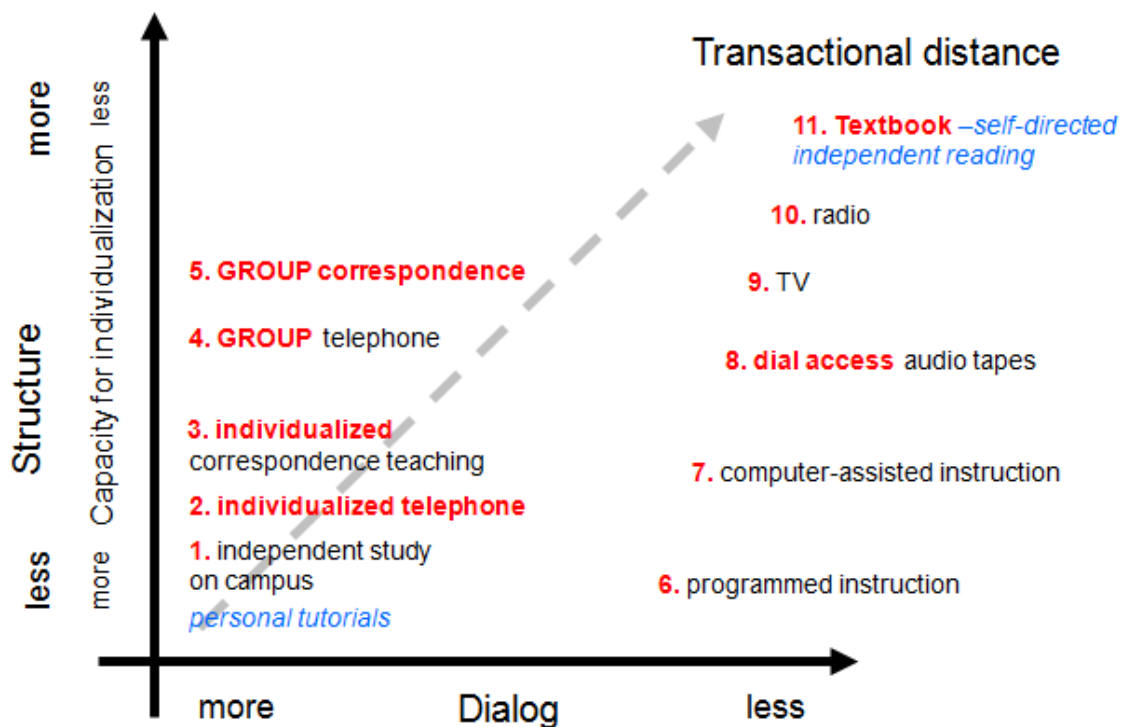 Transactional distance
more
Structure
less
less
Capacity for individualization
more
11. Textbook –self-directed
independent reading
10. radio
5. GROUP correspondence
9. TV
4. GROUP telephone
8. dial access audio tapes
3. individualized
correspondence teaching
7. computer-assisted instruction
2. individualized telephone
1. independent study
on campus
personal tutorials
6. programmed instruction
more
Dialog
less